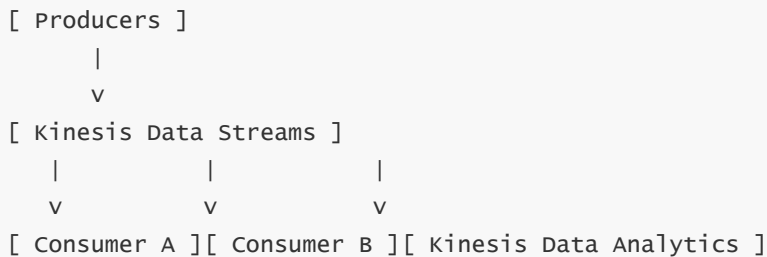 [ Producers ]
|
v
[ Kinesis Data Streams ]
| | |
v v v
[ Consumer A ][ Consumer B ][ Kinesis Data Analytics ]